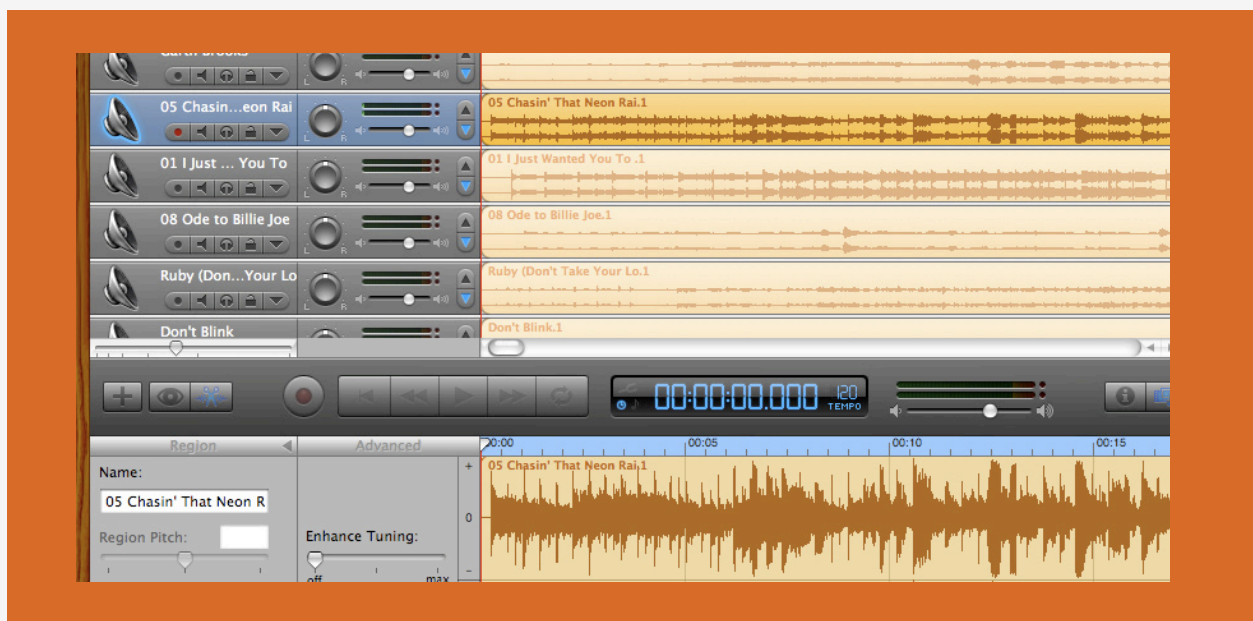 Garth Brooks
05 Chasin...eon Rai
05 Chasin' That Neon Rai.1
L R
01 I Just ... You To
01 I Just Wanted You To .1
L R
08 Ode to Billie Joe
08 Ode to Billie Joe.1
L R
Ruby (Don...Your Lo
Ruby (Don't Take Your Lo.1
L R
Don't Blink
Don't Blink.1
00:00:00.000
120
TEMPO
Region
Advanced
00:00
00:05
00:10
00:15
Name:
05 Chasin' That Neon Rai.1
05 Chasin' That Neon R
Region Pitch:
0
Enhance Tuning:
off
max